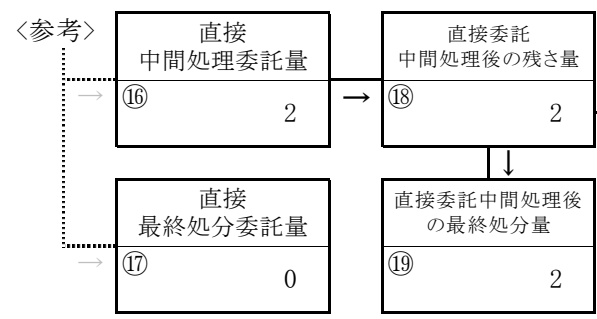 <参考>
直接
中間処理委託量
→
⑯
2
→
直接委託
中間処理後の残さ量
⑱
2
↓
直接
最終処分委託量
→
⑰
0
直接委託中間処理後
の最終処分量
⑲
2